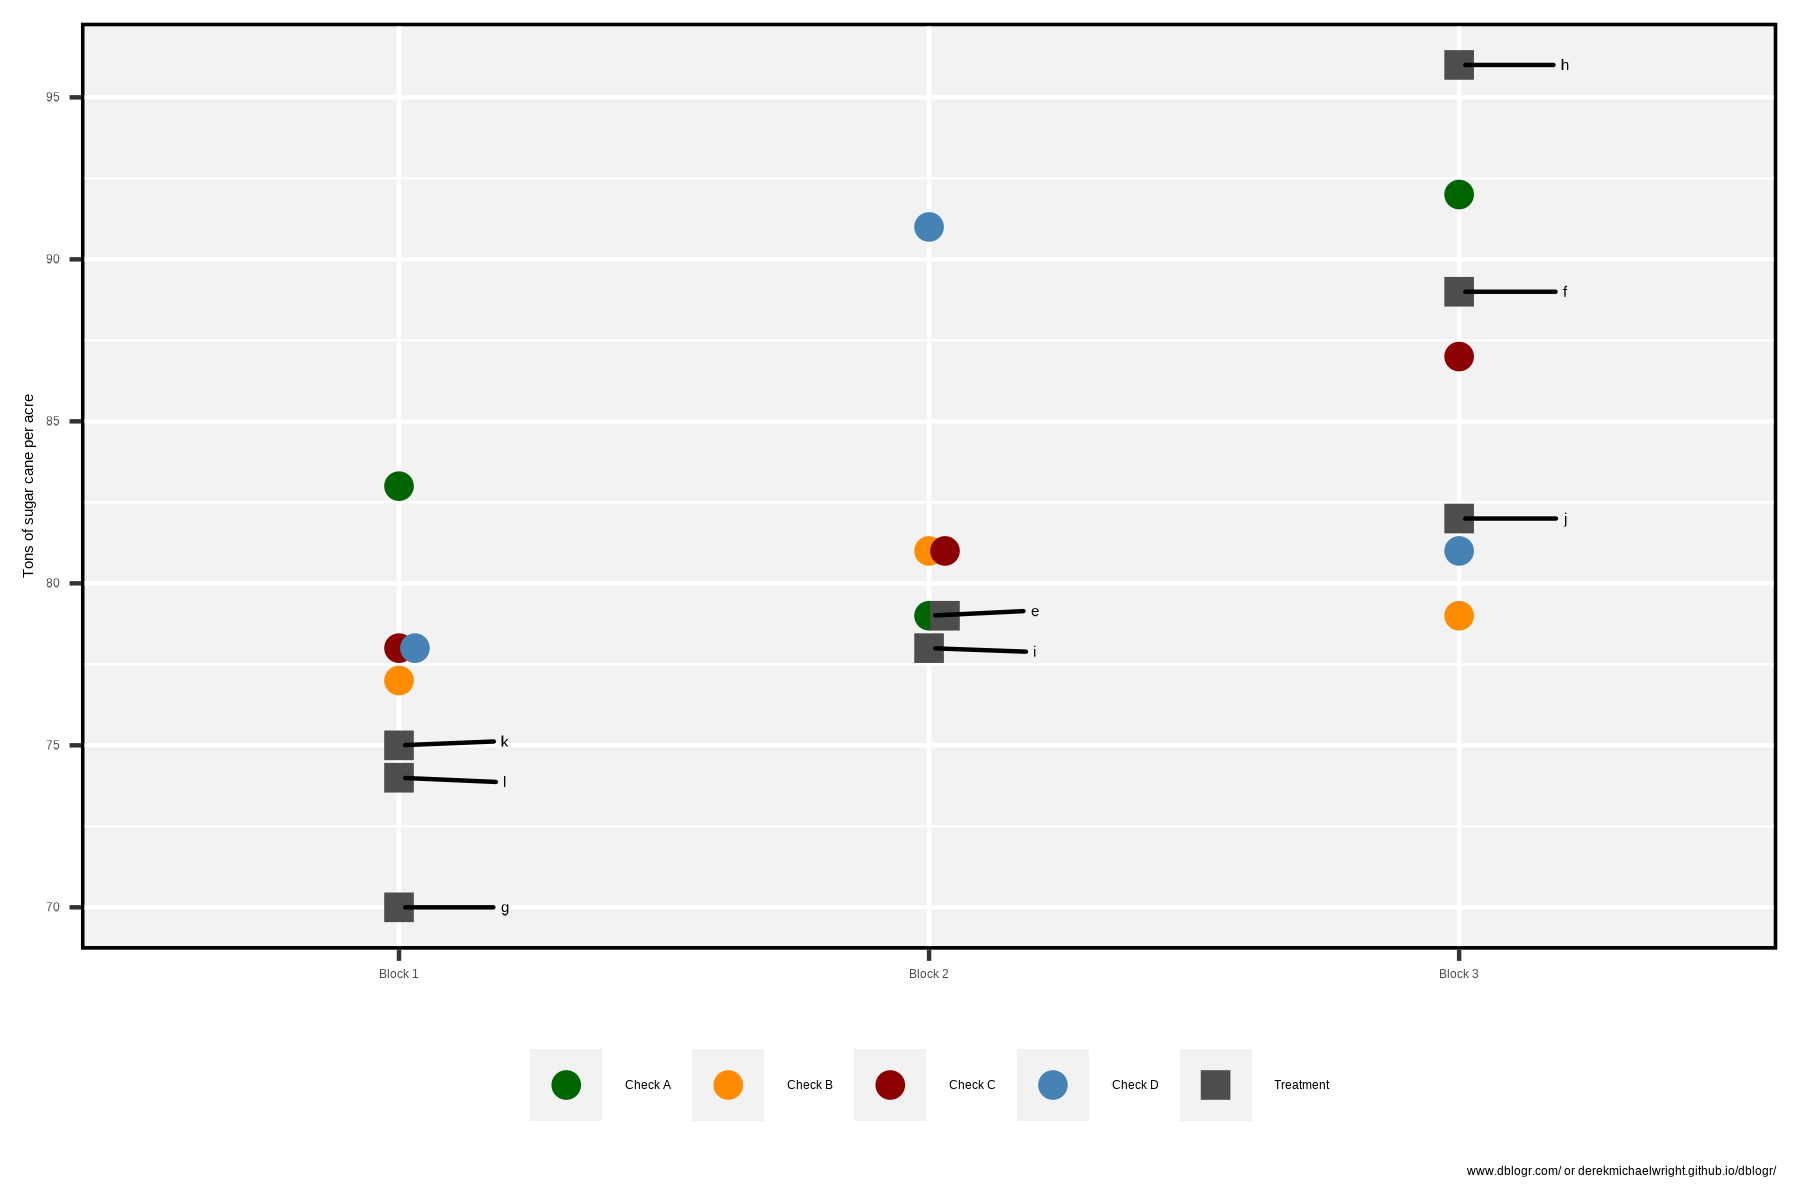 Tons of sugar cane per acre
95
90
85
80
75
70
h
f
j
e
i
k
l
g
Block 1
Block 2
Block 3
Check A
Check B
Check C
Check D
Treatment
www.dblogr.com/ or derekmichaelwright.github.io/dblogr/